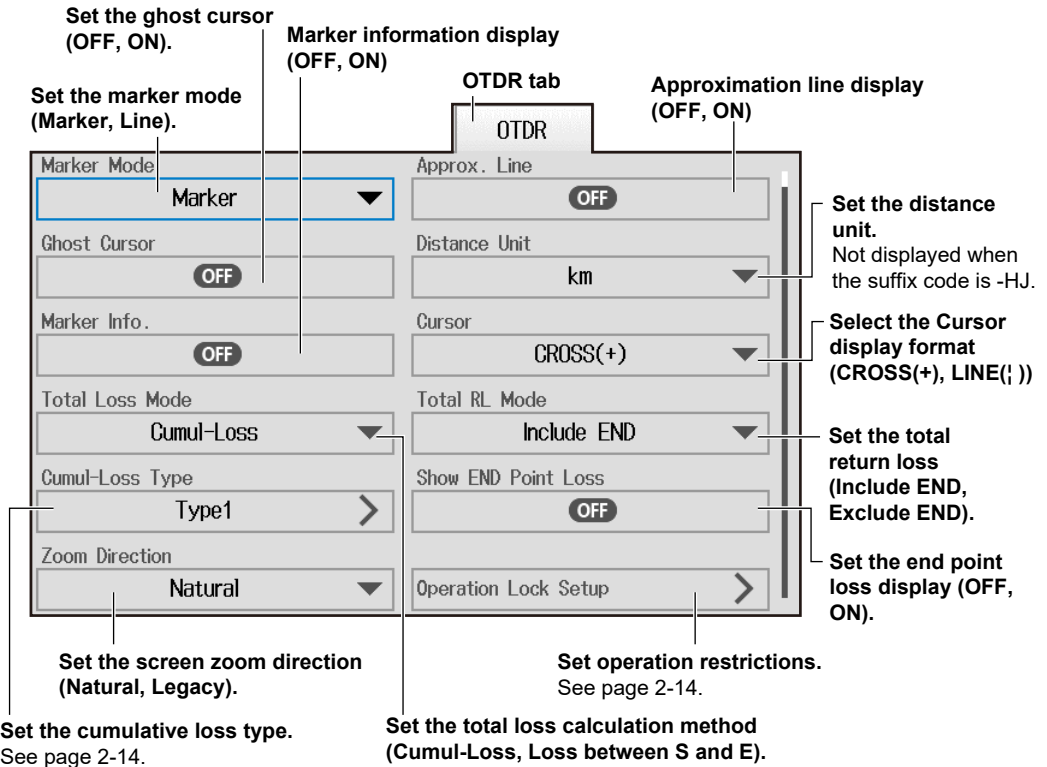 Set the ghost cursor
(OFF, ON).
Marker information display
(OFF, ON)
OTDR tab
Approximation line display
(OFF, ON)
Set the marker mode
(Marker, Line).
OTDR
Marker Mode
Marker
Approx. Line
OFF
Ghost Cursor
OFF
Distance Unit
km
Set the distance
unit.
Not displayed when
the suffix code is -HJ.
Marker Info.
OFF
Cursor
CROSS(+)
Select the Cursor
display format
(CROSS(+), LINE(¦ ))
Total Loss Mode
Cumul-Loss
Total RL Mode
Include END
Set the total
return loss
(Include END,
Exclude END).
Cumul-Loss Type
Type1
Show END Point Loss
OFF
Set the end point
loss display (OFF,
ON).
Zoom Direction
Natural
Operation Lock Setup
Set the screen zoom direction
(Natural, Legacy).
Set operation restrictions.
See page 2-14.
Set the cumulative loss type.
See page 2-14.
Set the total loss calculation method
(Cumul-Loss, Loss between S and E).